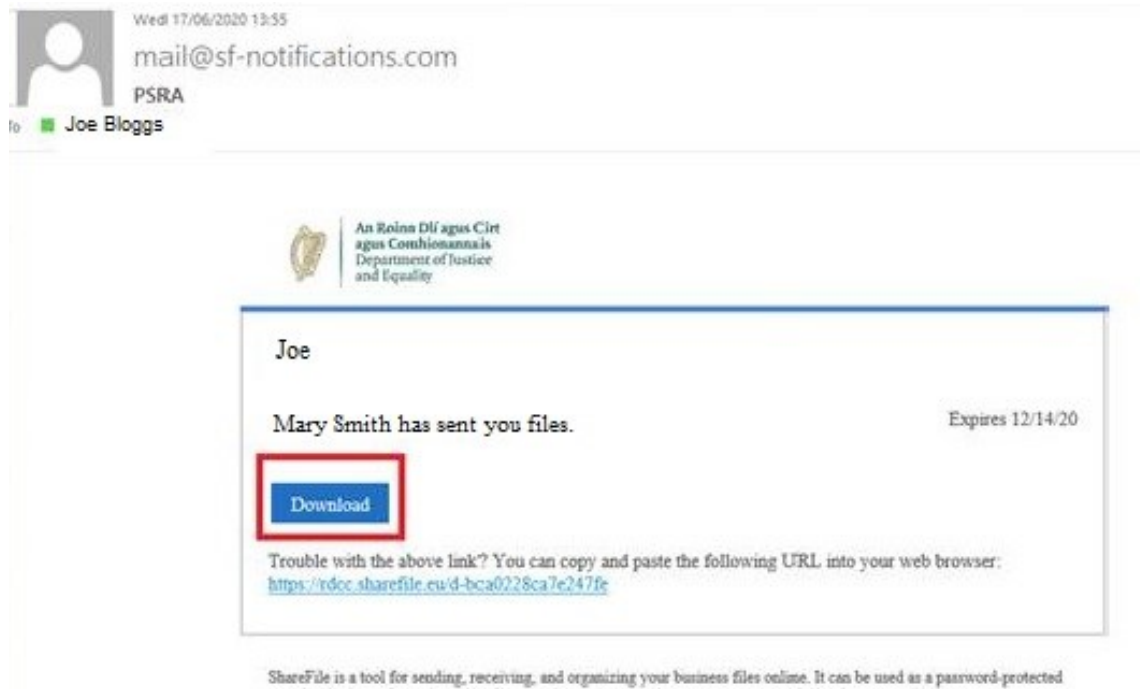 Wedl 17/06/2020 13:55
mail@sf-notifications.com
PSRA
To Joe Bloggs
An Roinn Dlí agus Cirt
agus Comhionannais
Department of Justice
and Equality
Joe
Mary Smith has sent you files.
Expires 12/14/20
Download
Trouble with the above link? You can copy and paste the following URL into your web browser:
https://rdcc.sharefile.eu/d-bca0228ca7e247fe
ShareFile is a tool for sending, receiving, and organizing your business files online. It can be used as a password-protected